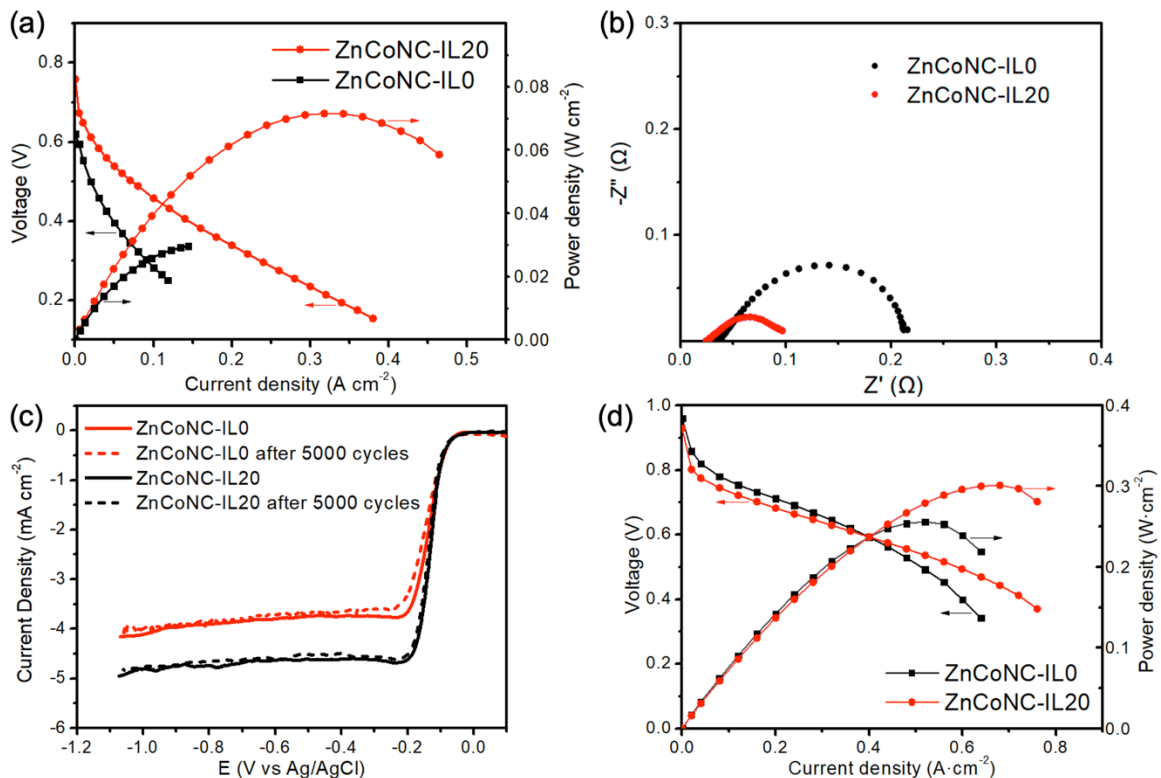 (a)
ZnCoNC-IL20
ZnCoNC-IL0
0.8
0.6
0.4
0.2
Voltage (V)
0.08
0.06
0.04
0.02
0.00
Power density (W cm-2)
0.0 0.1 0.2 0.3 0.4 0.5
Current density (A cm-2)
(b)
ZnCoNC-IL0
ZnCoNC-IL20
0.3
0.2
0.1
-Z'' (Ω)
0.0 0.1 0.2 0.3 0.4
Z' (Ω)
(c)
ZnCoNC-IL0
ZnCoNC-IL0 after 5000 cycles
ZnCoNC-IL20
ZnCoNC-IL20 after 5000 cycles
0
-1
-2
-3
-4
-5
-6
Current Density (mA cm-2)
-1.2 -1.0 -0.8 -0.6 -0.4 -0.2 0.0
E (V vs Ag/AgCl)
(d)
1.0
0.8
0.6
0.4
0.2
0.0
Voltage (V)
0.4
0.3
0.2
0.1
0.0
Power density (W·cm-2)
ZnCoNC-IL0
ZnCoNC-IL20
0.0 0.2 0.4 0.6 0.8
Current density (A·cm-2)